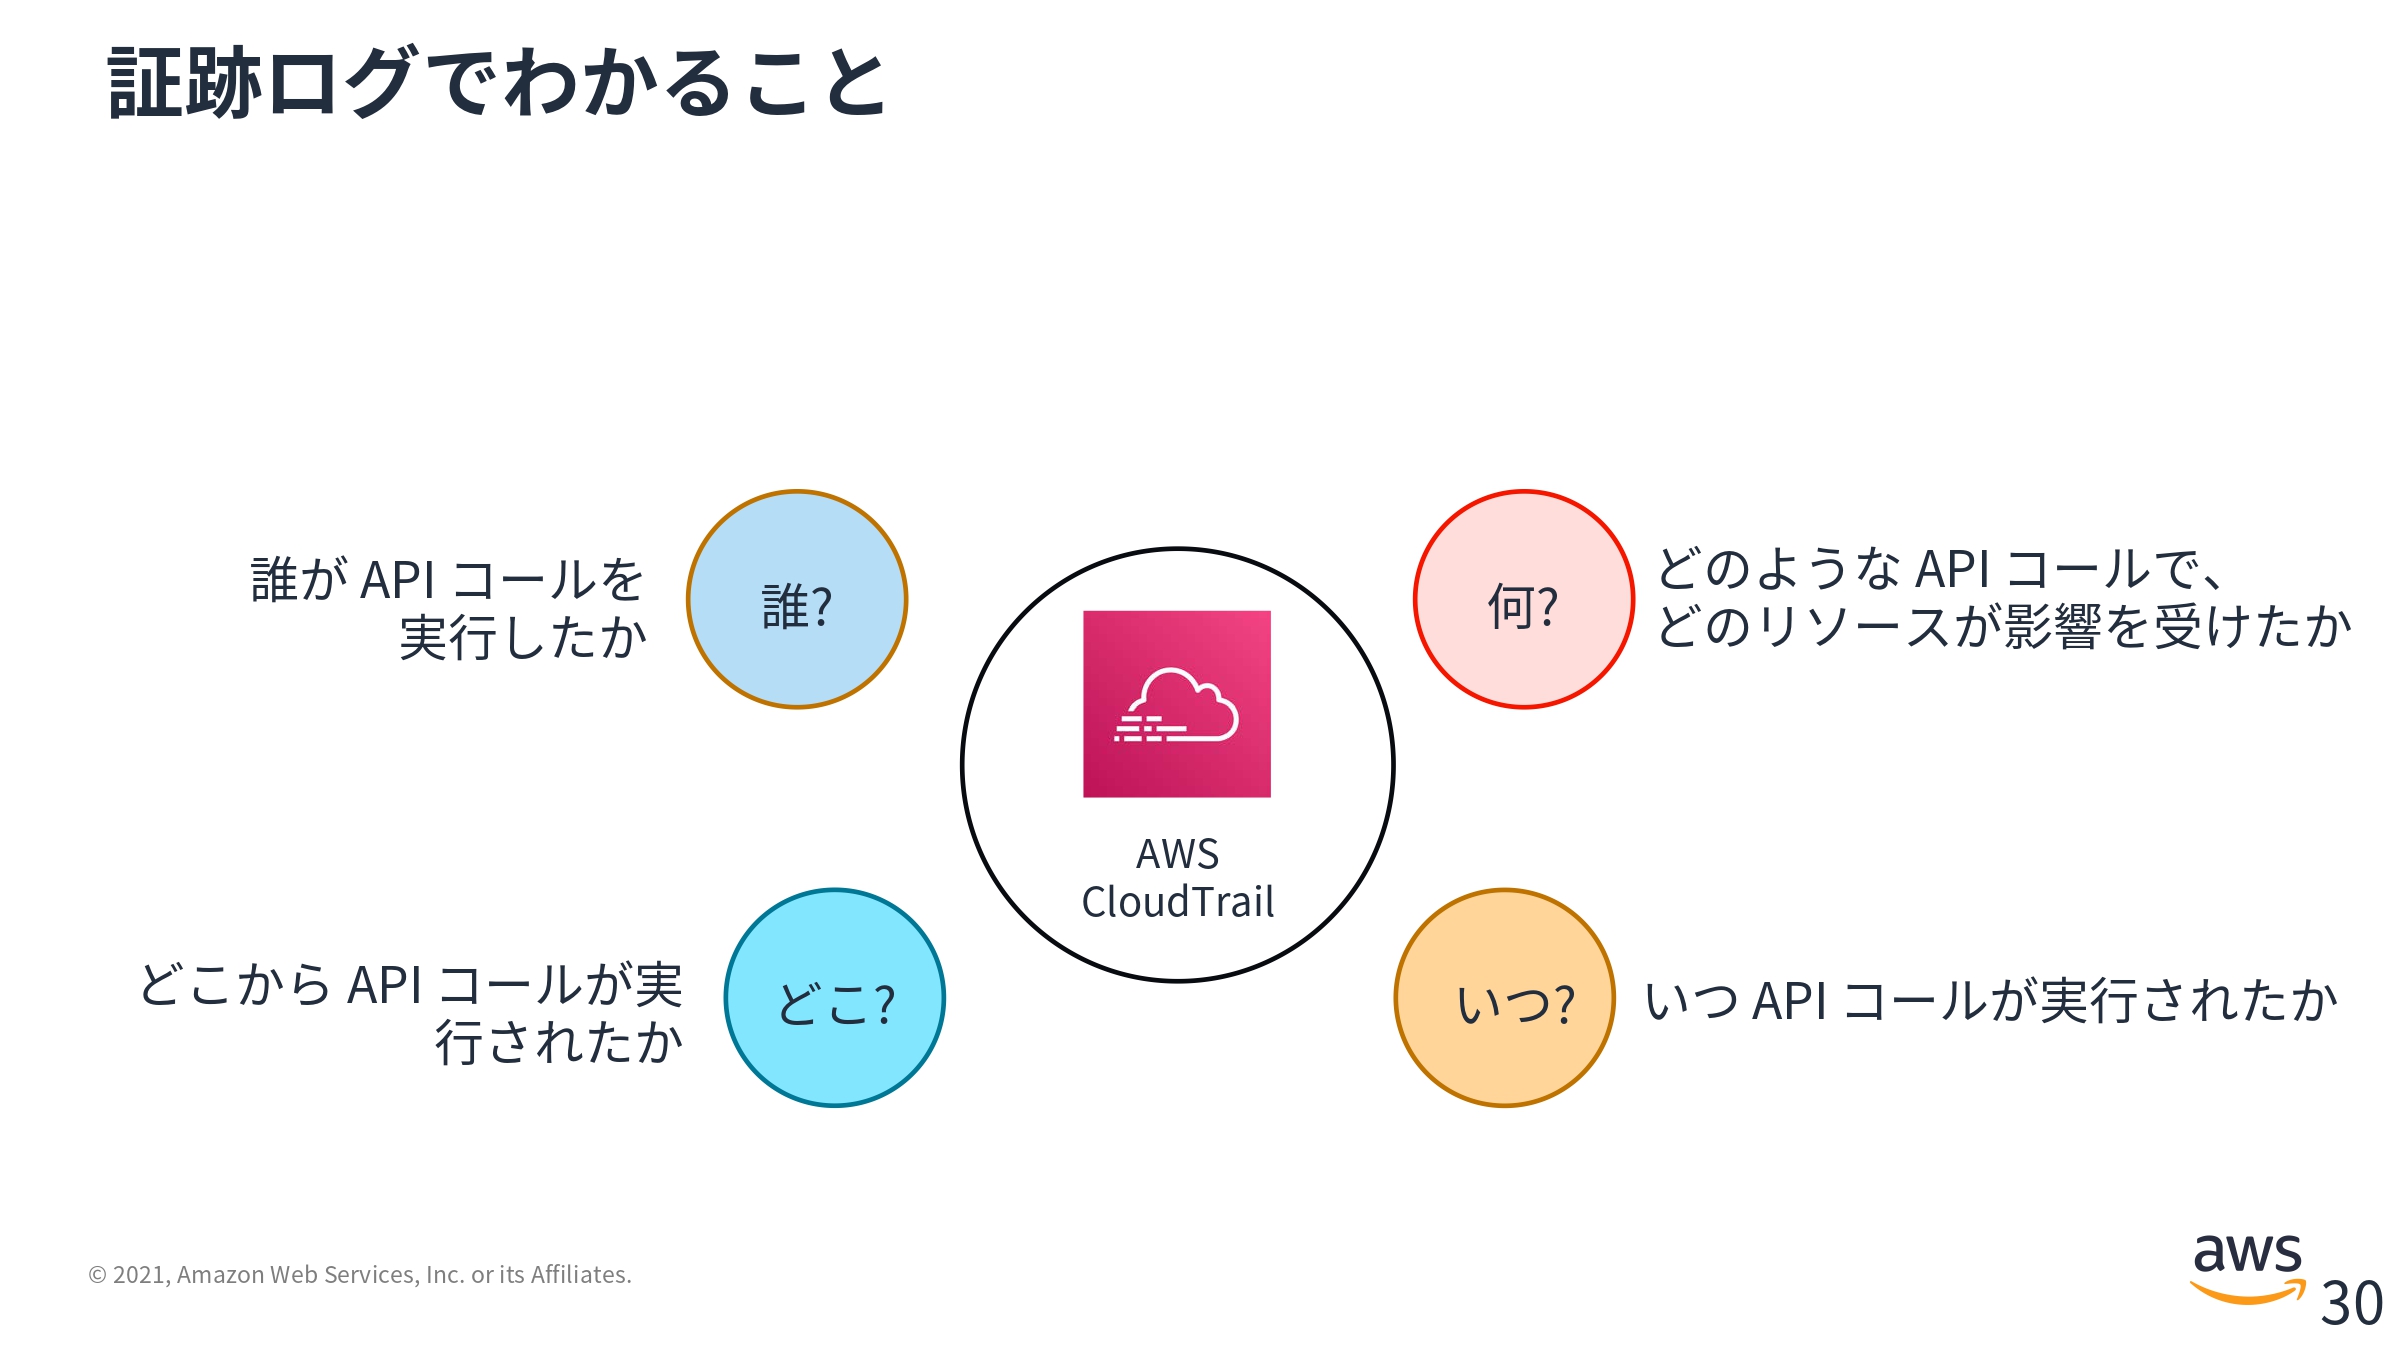 証跡ログでわかること
誰が API コールを
実行したか
誰?
何?
どのような API コールで、
どのリソースが影響を受けたか
AWS
CloudTrail
どこから API コールが実
行されたか
どこ?
いつ?
いつ API コールが実行されたか
© 2021, Amazon Web Services, Inc. or its Affiliates.
aws
30